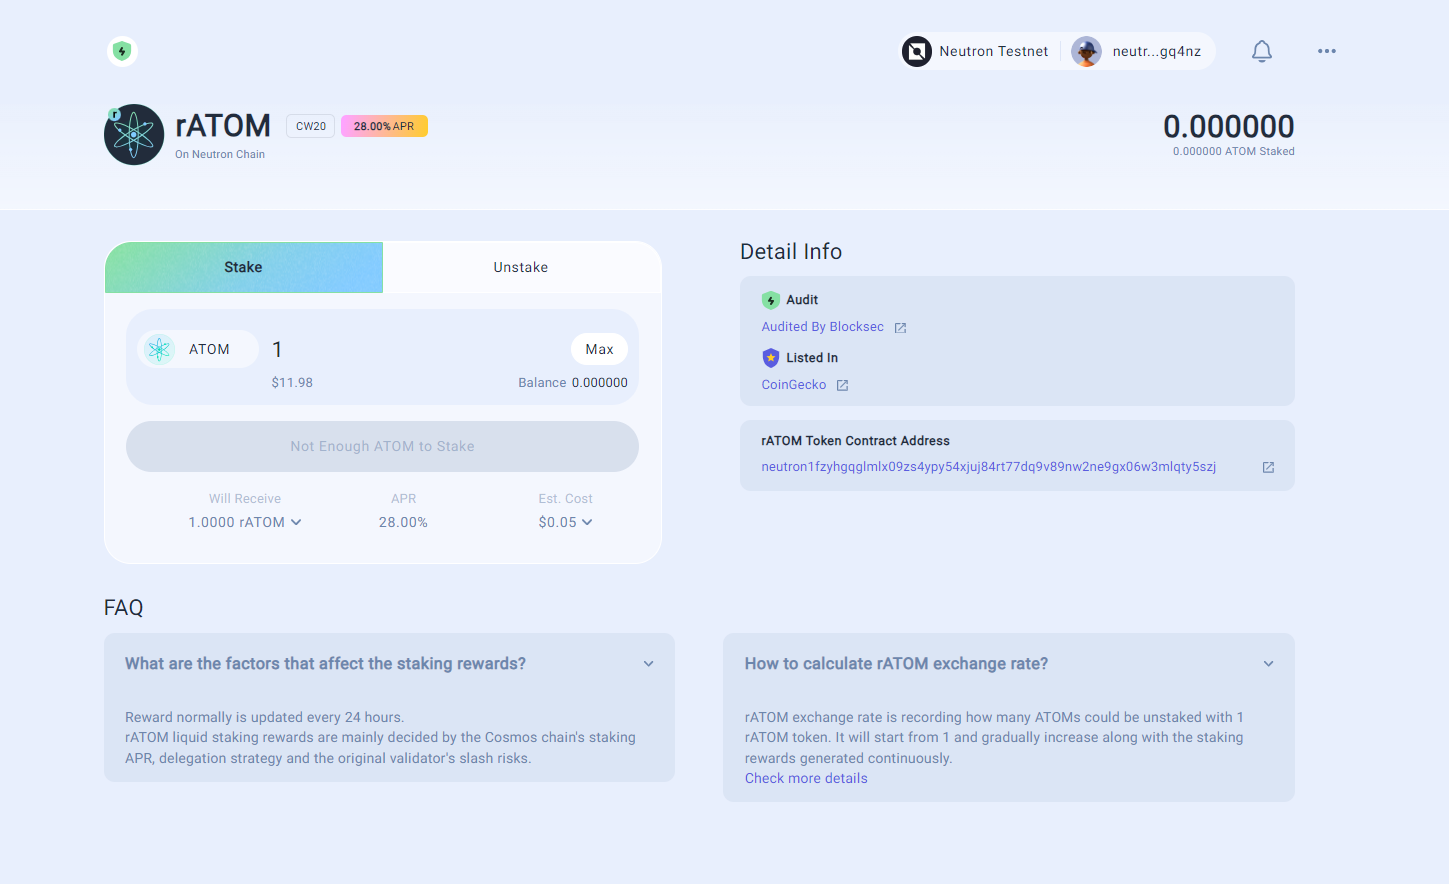 Neutron Testnet
neutr...gq4nz
r
rATOM
CW20
28.00% APR
On Neutron Chain
0.000000
0.000000 ATOM Staked
Stake
Unstake
ATOM
1
Max
$11.98
Balance 0.000000
Not Enough ATOM to Stake
Will Receive
APR
Est. Cost
1.0000 rATOM
28.00%
$0.05
Detail Info
Audit
Audited By Blocksec
Listed In
CoinGecko
rATOM Token Contract Address
neutron1fzyhgqglmlx09zs4ypy54xjuj84rt77dq9v89nw2ne9gx06w3mlqty5szj
FAQ
What are the factors that affect the staking rewards?
Reward normally is updated every 24 hours.
rATOM liquid staking rewards are mainly decided by the Cosmos chain's staking
APR, delegation strategy and the original validator's slash risks.
How to calculate rATOM exchange rate?
rATOM exchange rate is recording how many ATOMs could be unstaked with 1
rATOM token. It will start from 1 and gradually increase along with the staking
rewards generated continuously.
Check more details